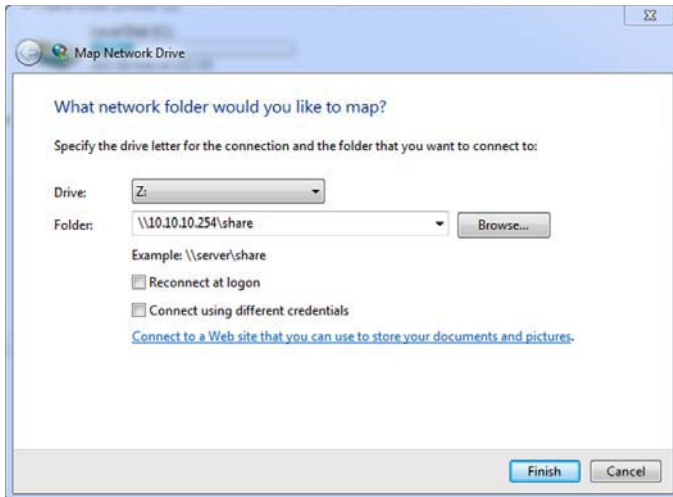 Map Network Drive
What network folder would you like to map?
Specify the drive letter for the connection and the folder that you want to connect to:
Drive: Z:
Folder: \\10.10.10.254\share Browse...
Example: \\server\share
Reconnect at logon
Connect using different credentials
Connect to a Web site that you can use to store your documents and pictures.
Finish Cancel